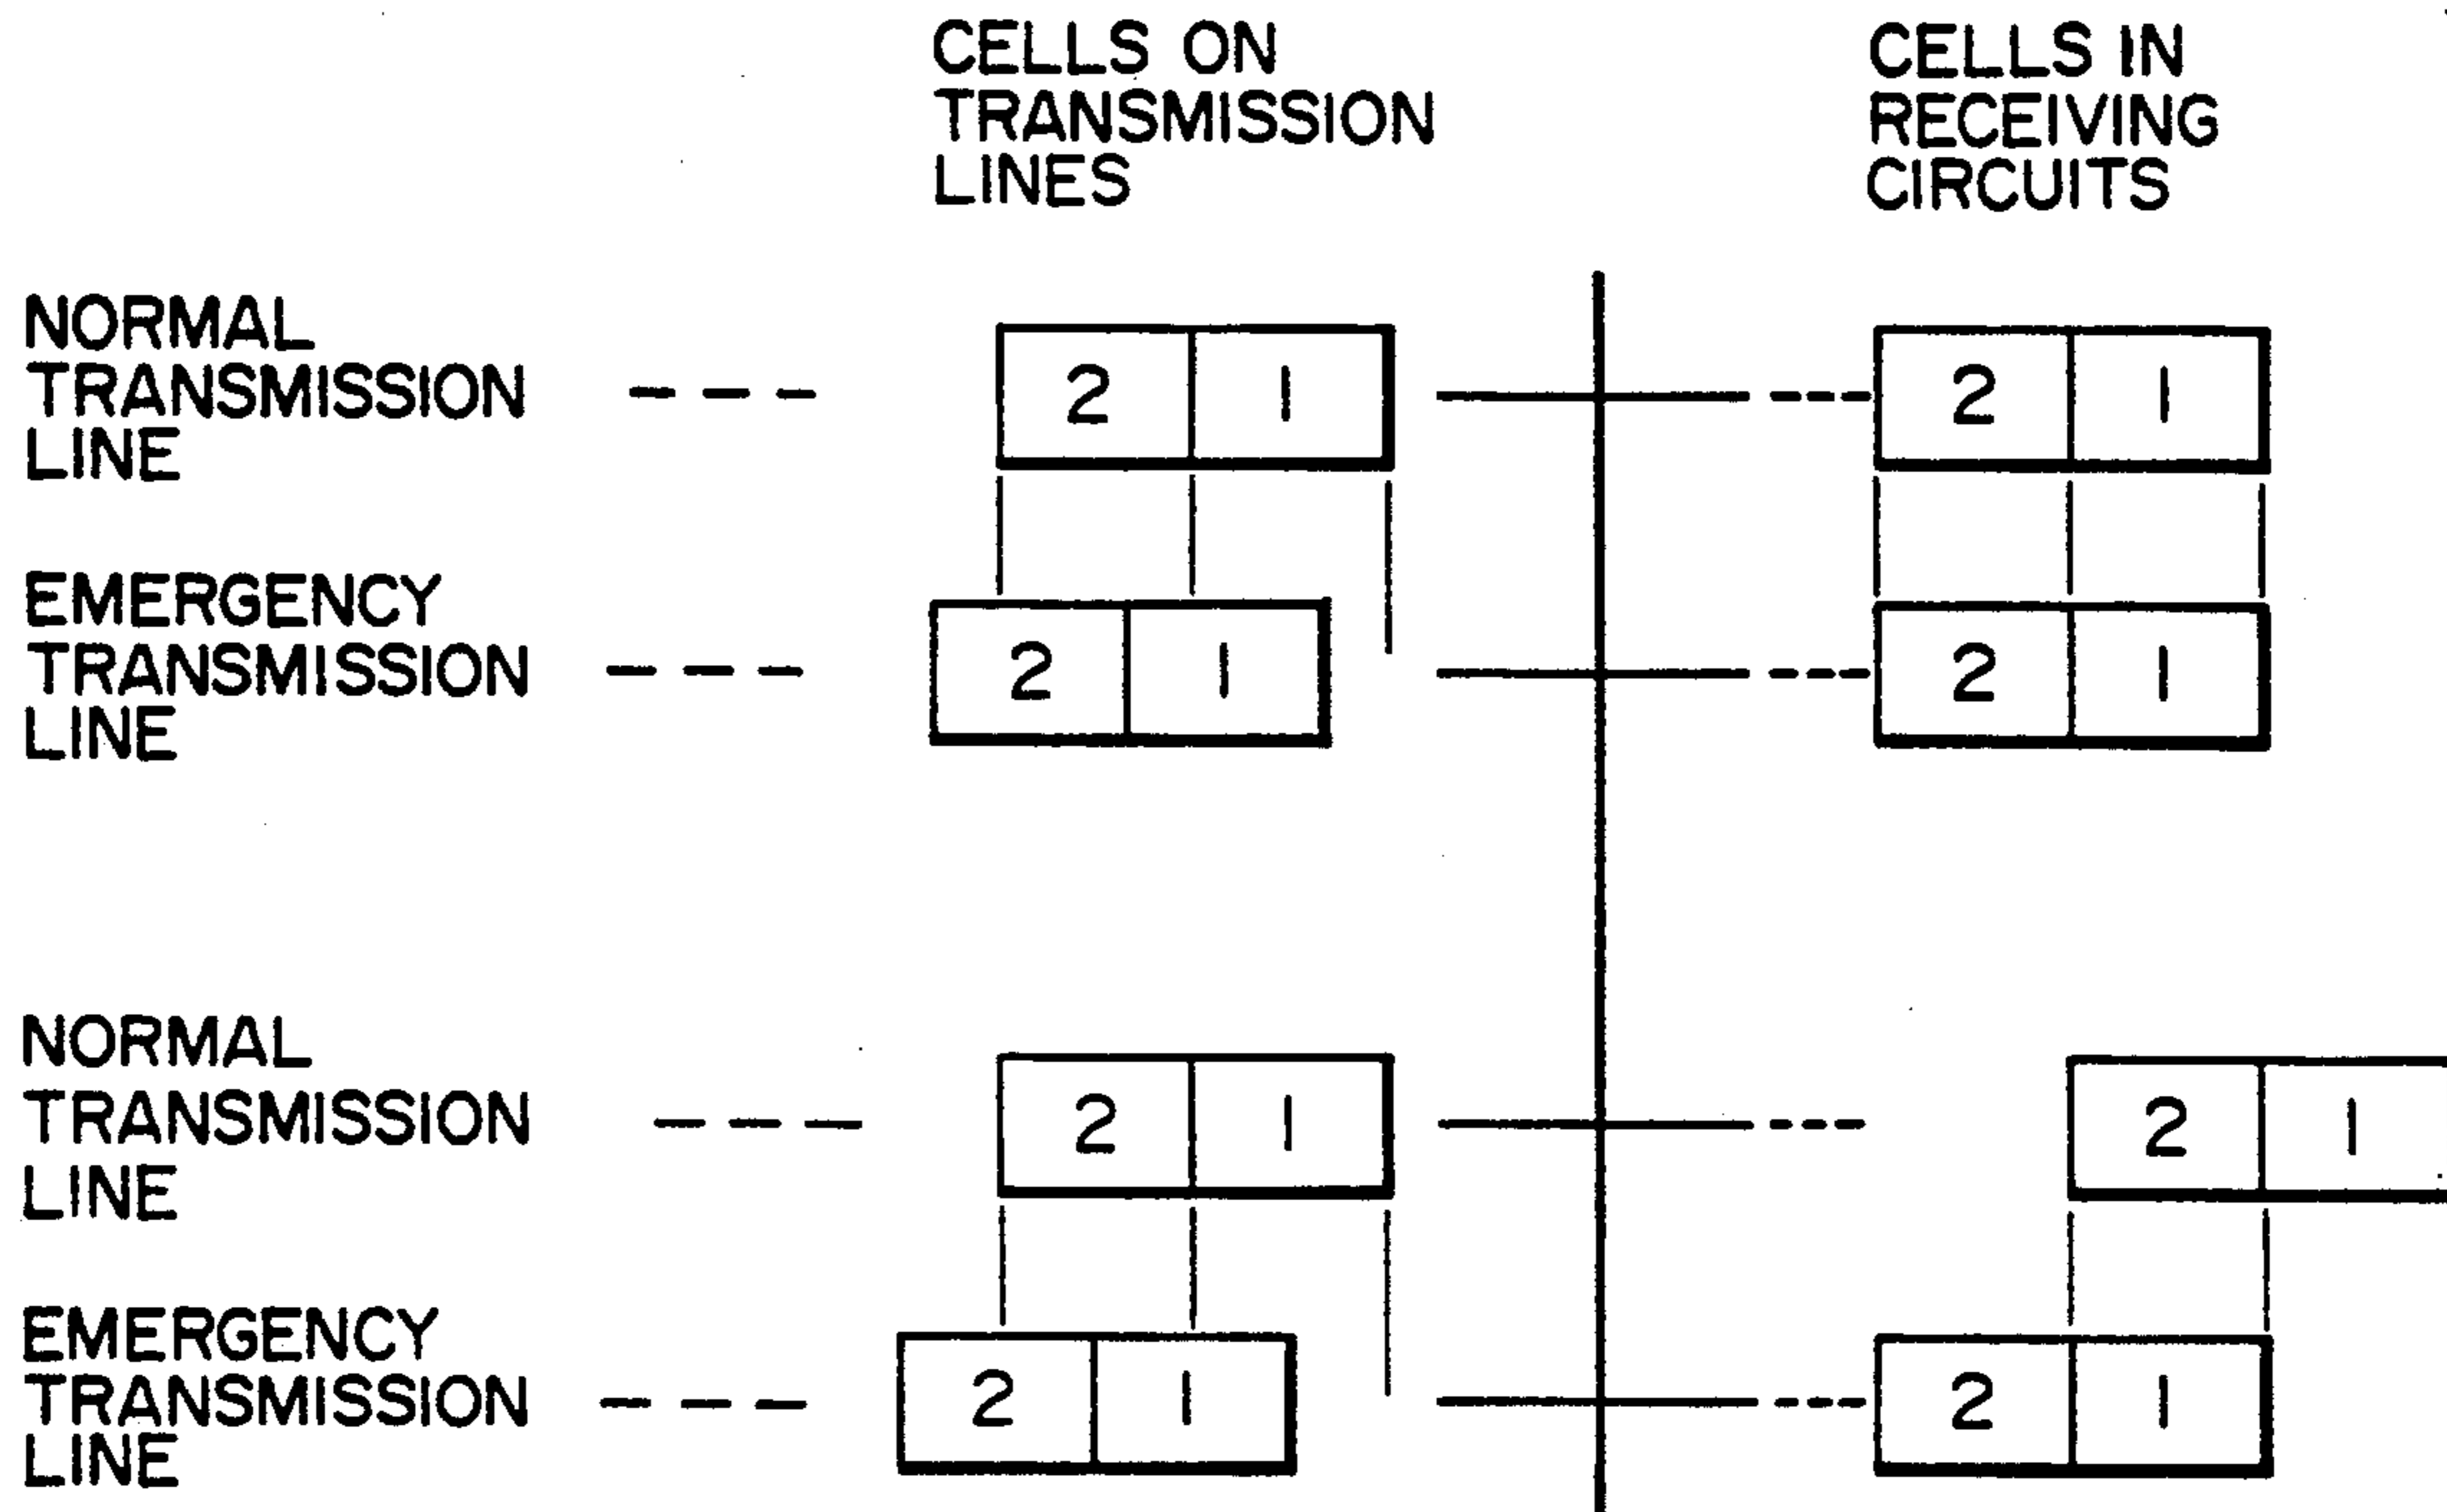 CELLS ON
TRANSMISSION
LINES
CELLS IN
RECEIVING
CIRCUITS
NORMAL
TRANSMISSION
LINE
2 1
2 1
EMERGENCY
TRANSMISSION
LINE
2 1
2 1
NORMAL
TRANSMISSION
LINE
2 1
2 1
EMERGENCY
TRANSMISSION
LINE
2 1
2 1